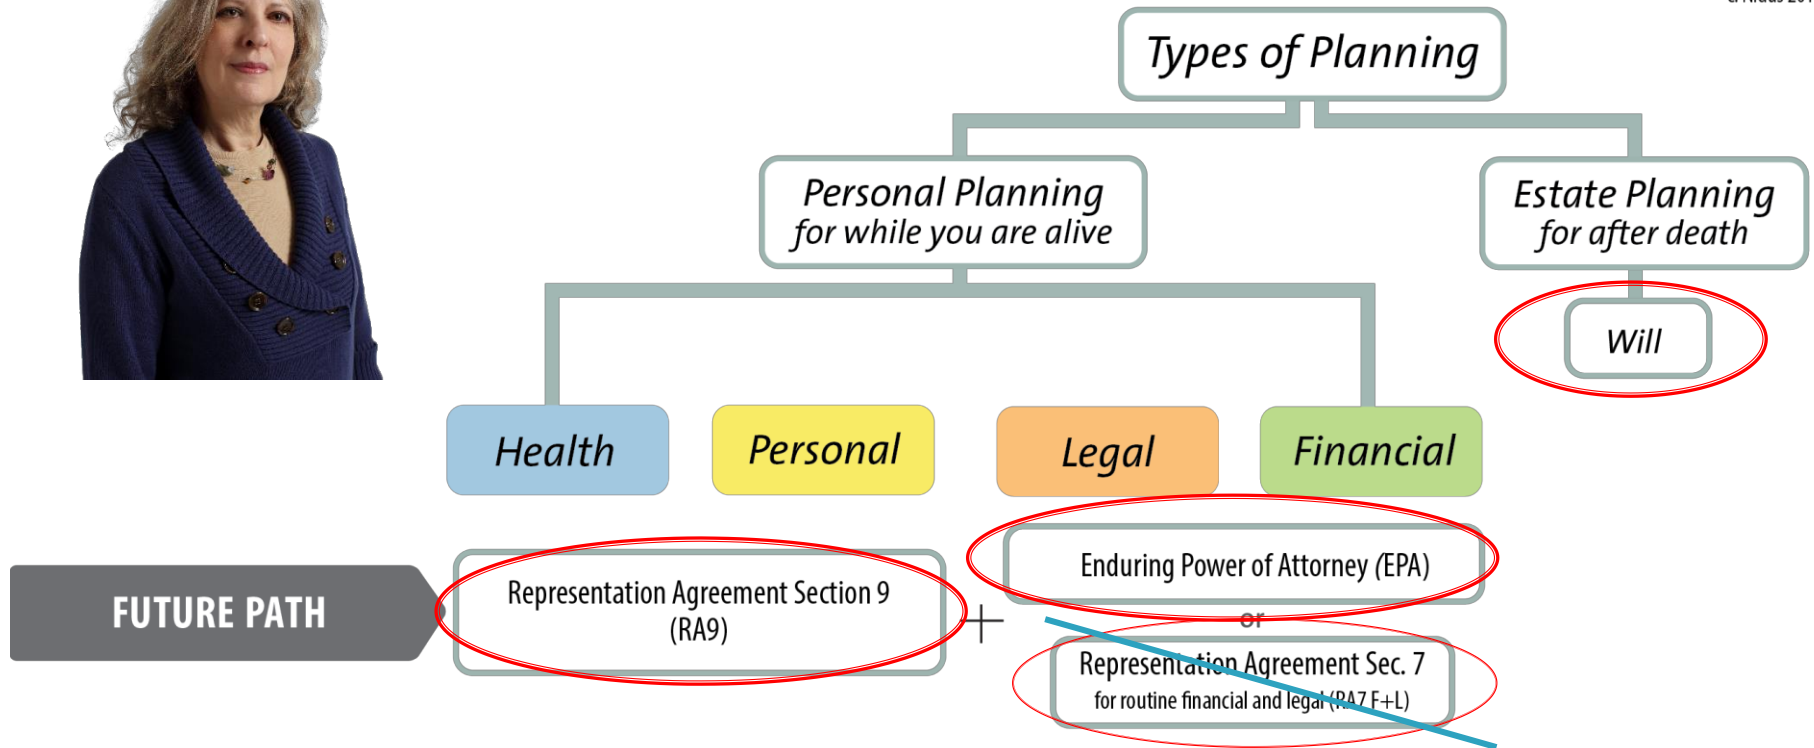 Types of Planning
Personal Planning
for while you are alive
Estate Planning
for after death
Will
Health
Personal
Legal
Financial
FUTURE PATH
Representation Agreement Section 9
(RA9)
+
Enduring Power of Attorney (EPA)
or
Representation Agreement Sec. 7
for routine financial and legal (RA7 F+L)